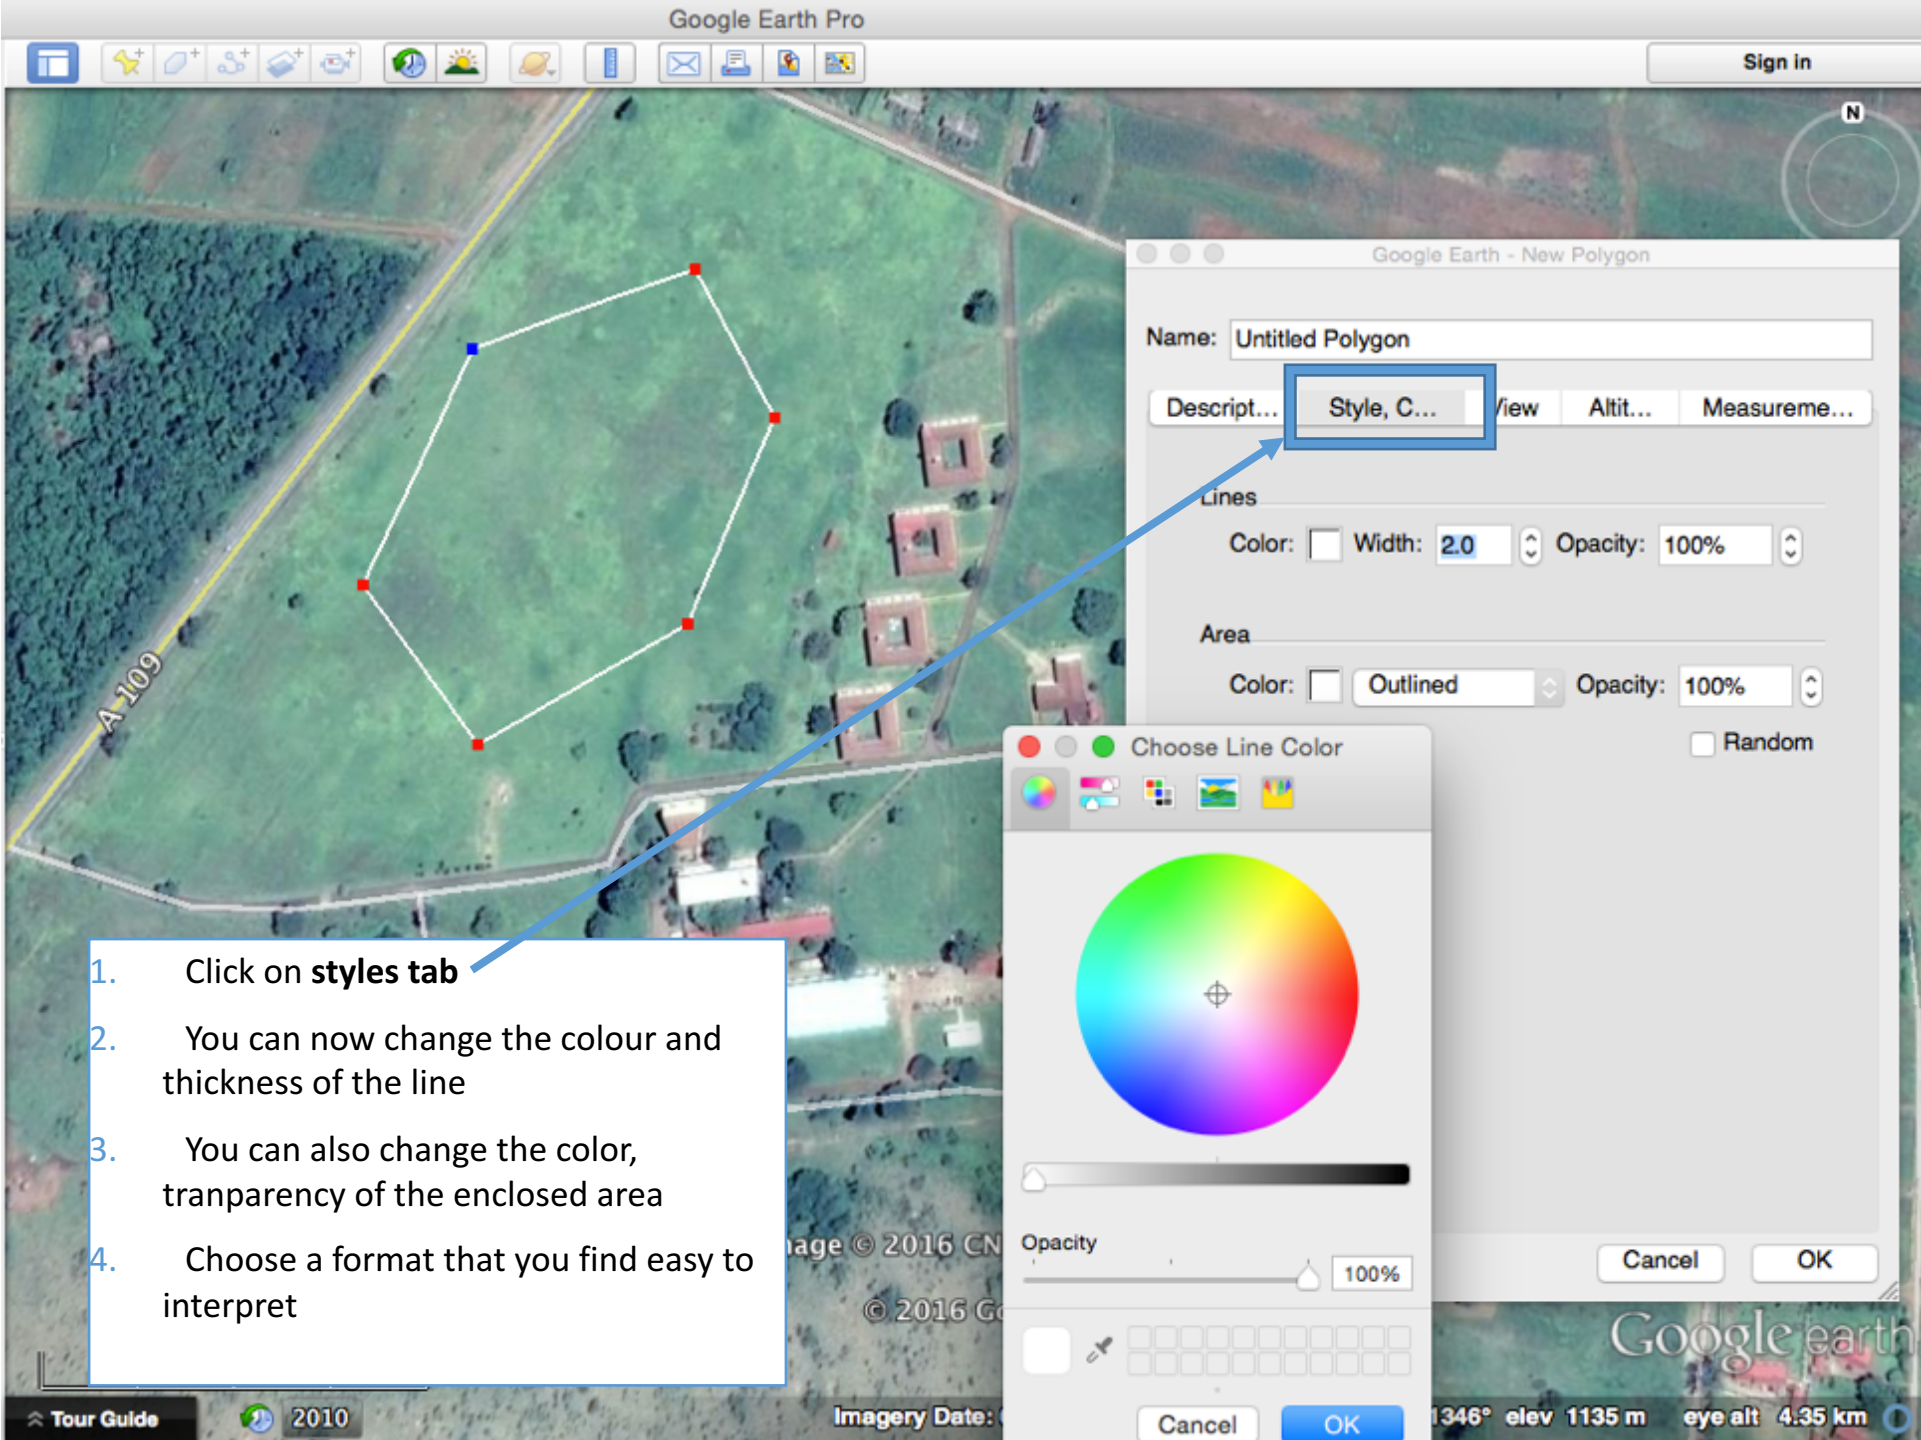 Google Earth Pro
Sign in
N
Google Earth - New Polygon
Name: Untitled Polygon
Descript... Style, C... View Altit... Measureme...
Lines
Color: Width: 2.0 Opacity: 100%
Area
Color: Outlined Opacity: 100%
Random
A 109
Choose Line Color
1. Click on styles tab
2. You can now change the colour and
thickness of the line
3. You can also change the color,
tranparency of the enclosed area
4. Choose a format that you find easy to
interpret
Opacity
100%
© 2016 CN
© 2016
Cancel OK
Google earth
Tour Guide
2010
Imagery Date:
Cancel OK
1346° elev 1135 m eye alt 4.35 km